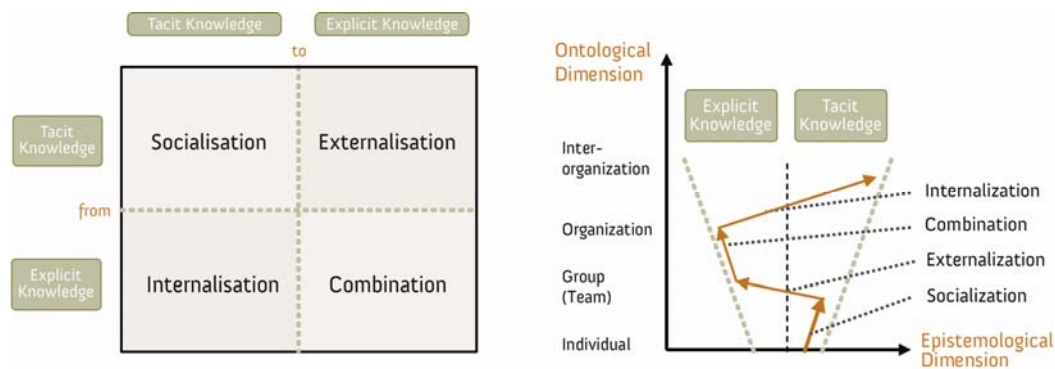 Tacit Knowledge
Explicit Knowledge
to
Tacit
Knowledge
Socialisation
Externalisation
from
Explicit
Knowledge
Internalisation
Combination
Ontological
Dimension
Explicit
Knowledge
Tacit
Knowledge
Inter-
organization
Internalization
Organization
Combination
Externalization
Group
(Team)
Socialization
Individual
Epistemological
Dimension